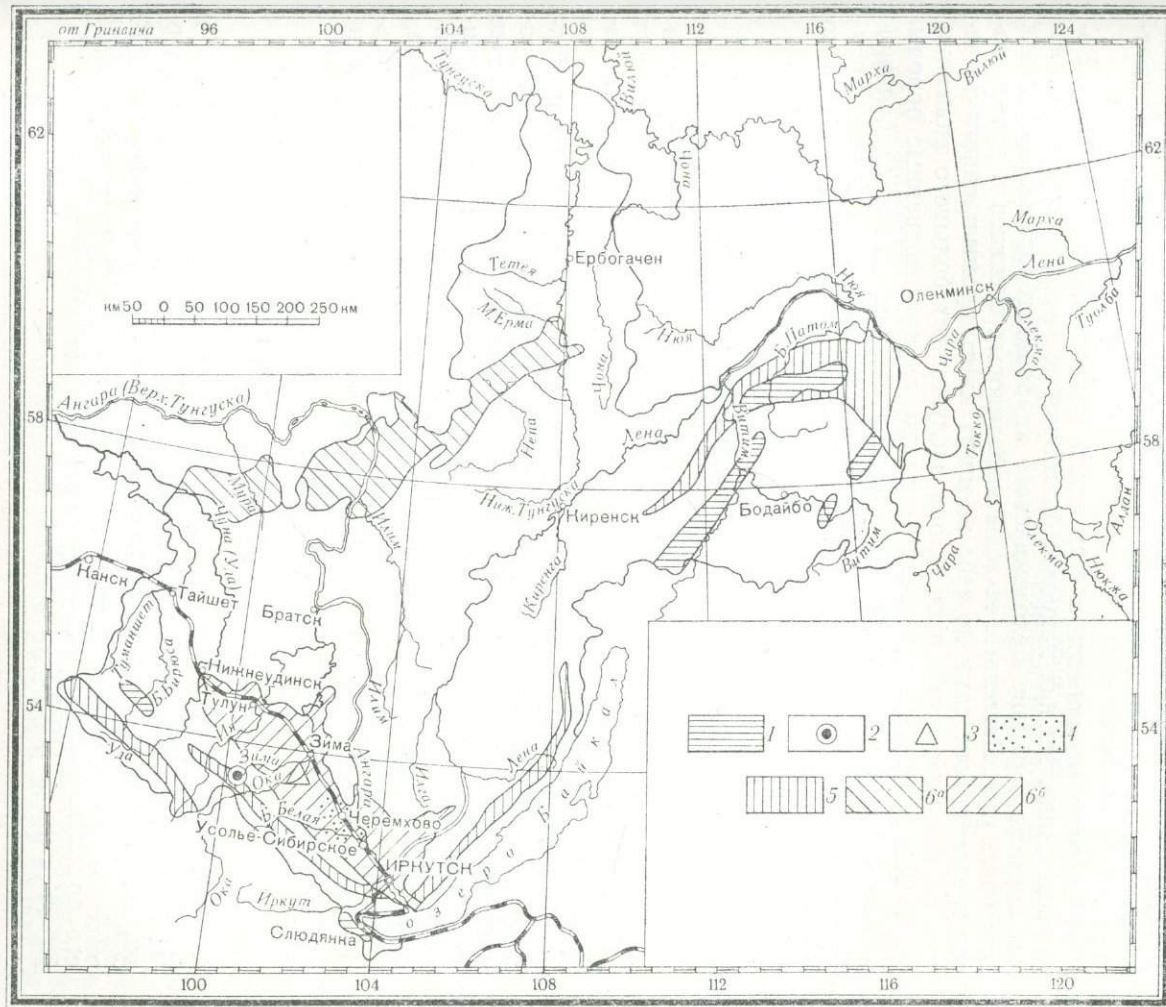 от Гринвича 96 100 104 108 112 116 120 124
Тунгуска
Вилюй
Марха
Вилюй
62
62
Чона
Марха
Тетея
Ербогачен
Лена
Нюя
Олекминск
км 50 0 50 100 150 200 250 км
М.Ерма
Туолба
Нюя
Б.Патом
Чара
Олекма
Чона
Ангара (Верх.Тунгуска)
58
58
Непа
Лена
Витим
Токко
Мура
Чуна (Уда)
Илим
Ниж.Тунгуска
Киренск
Бодайбо
Алдан
Витим
Чара
Олекма
Нюкжа
Канск
Киренга
Тайшет
Братск
Туманшет
Б.Бирюса
Нижнеудинск
54
54
Тулун
Илим
Ия
Зима
Уда
Зима
Ока
Ангара
Лена
Илга
Белая
Черемхово
Усолье-Сибирское
ИРКУТСК
озеро Байкал
Ока
Иркут
Слюдянка
1 2 3 4
5 6а 6б
100 104 108 112 116 120